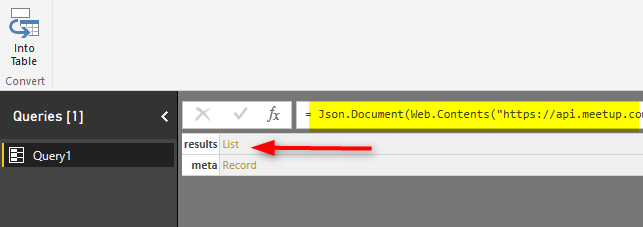 Into
Table
Convert
Queries [1]
Query1
fx
= Json.Document(Web.Contents("https://api.meetup.co
results List
meta Record